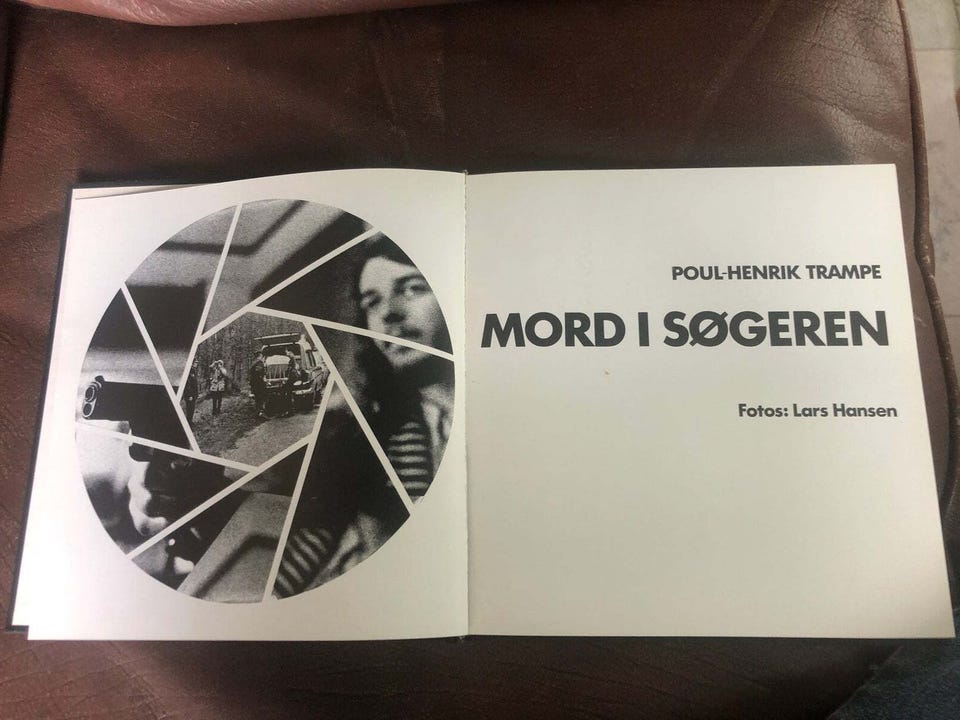 POUL-HENRIK TRAMPE
MORD I SØGEREN
Fotos: Lars Hansen